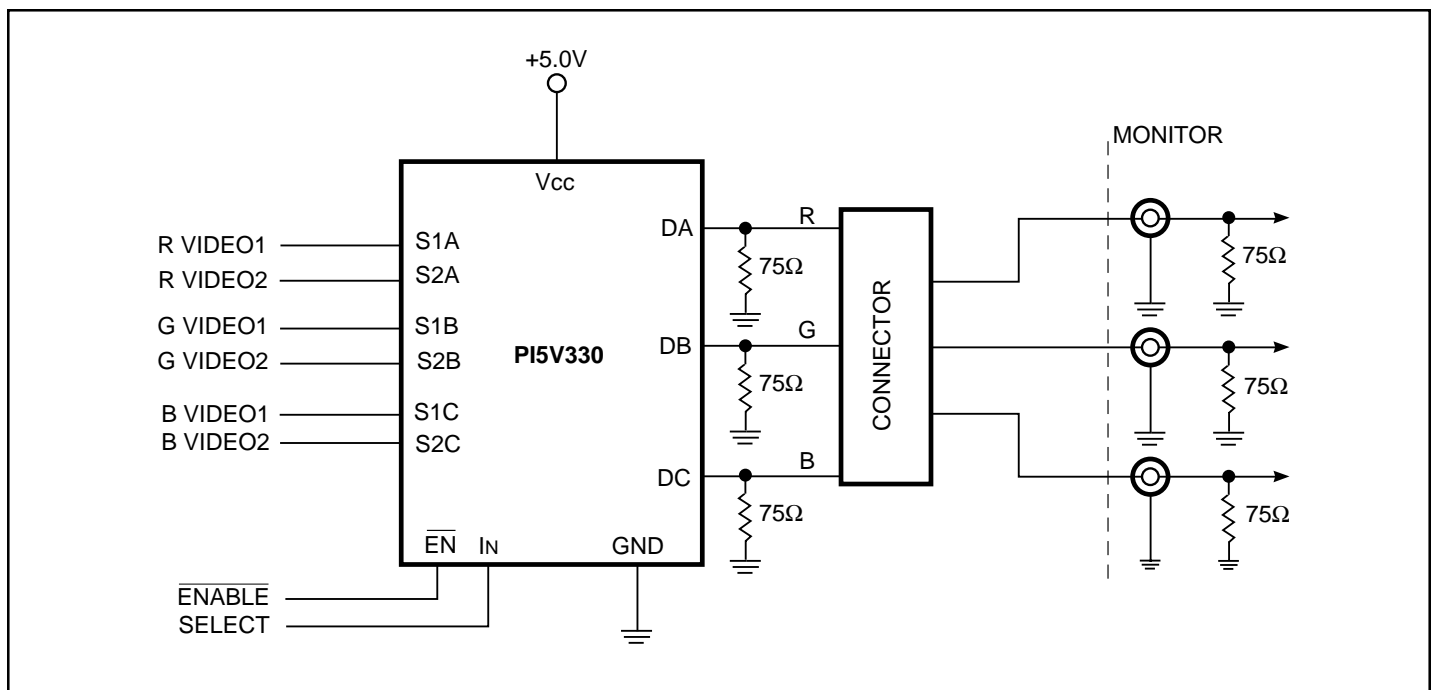 +5.0V
MONITOR
Vcc
R VIDEO1
S1A
DA
R
R VIDEO2
S2A
75Ω
75Ω
G VIDEO1
S1B
G VIDEO2
S2B
PI5V330
DB
G
CONNECTOR
75Ω
75Ω
B VIDEO1
S1C
B VIDEO2
S2C
DC
B
75Ω
75Ω
EN
IN
GND
ENABLE
SELECT